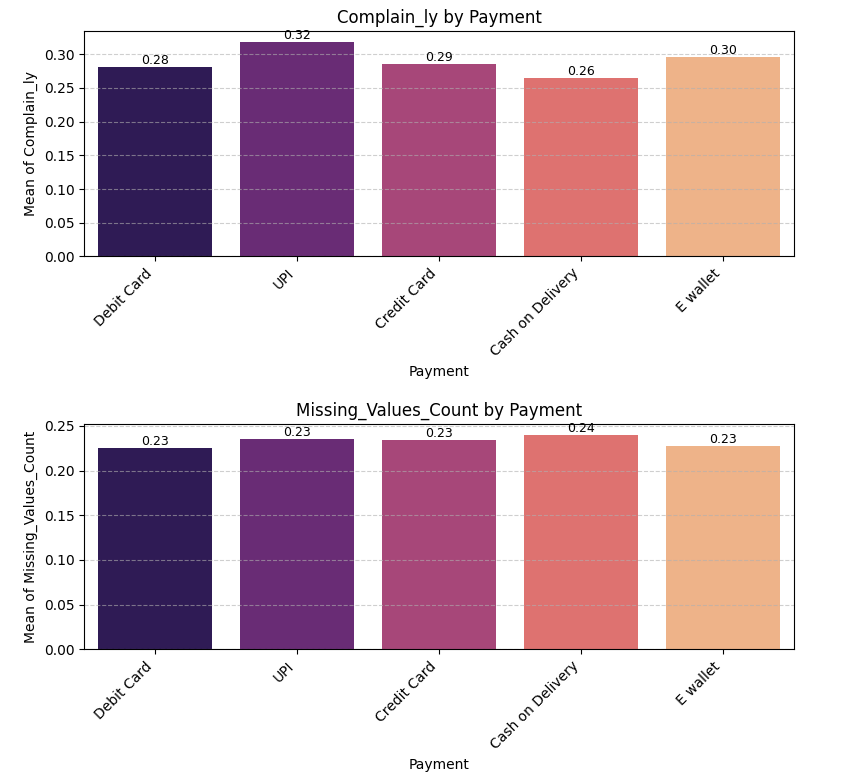 Complain_ly by Payment
Mean of Complain_ly
0.30
0.25
0.20
0.15
0.10
0.05
0.00
0.28
0.32
0.29
0.26
0.30
Debit Card
UPI
Credit Card
Cash on Delivery
E wallet
Payment
Missing_Values_Count by Payment
Mean of Missing_Values_Count
0.25
0.20
0.15
0.10
0.05
0.00
0.23
0.23
0.23
0.24
0.23
Debit Card
UPI
Credit Card
Cash on Delivery
E wallet
Payment